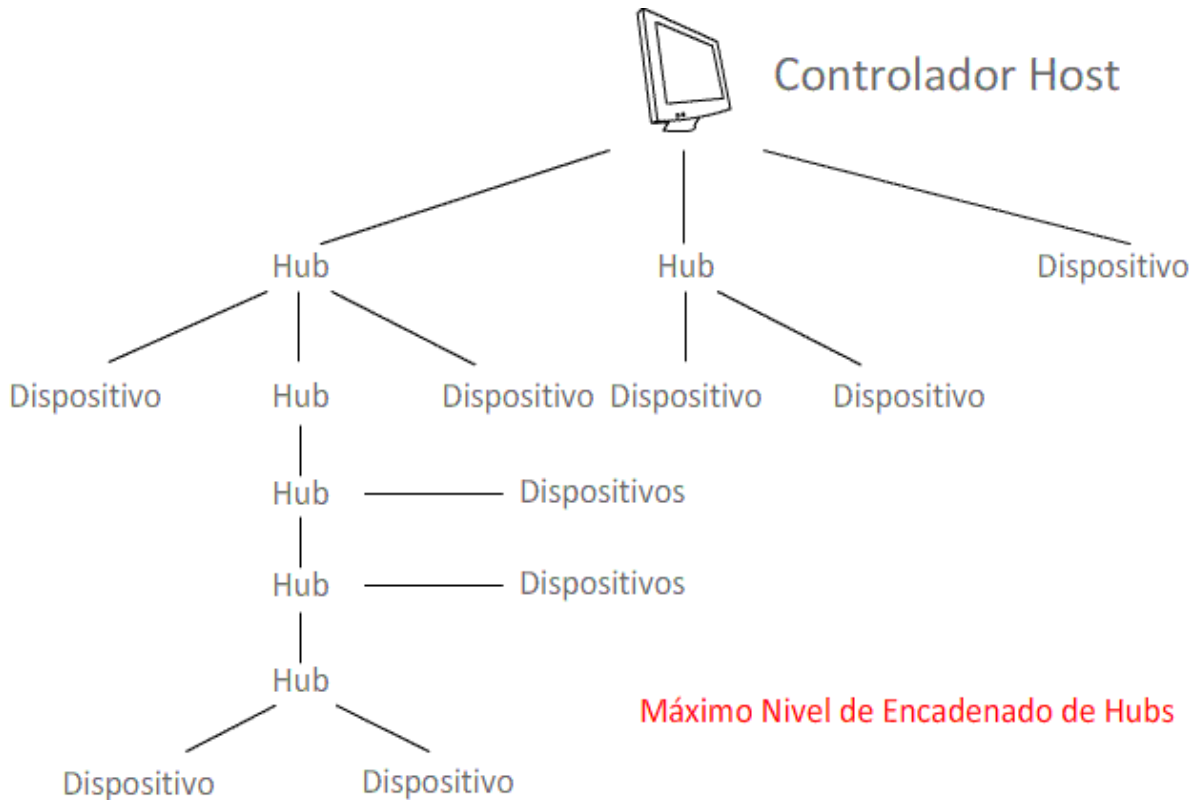 Controlador Host
Hub Hub Dispositivo
Dispositivo Hub Dispositivo Dispositivo Dispositivo
Hub Dispositivos
Hub Dispositivos
Hub
Máximo Nivel de Encadenado de Hubs
Dispositivo Dispositivo